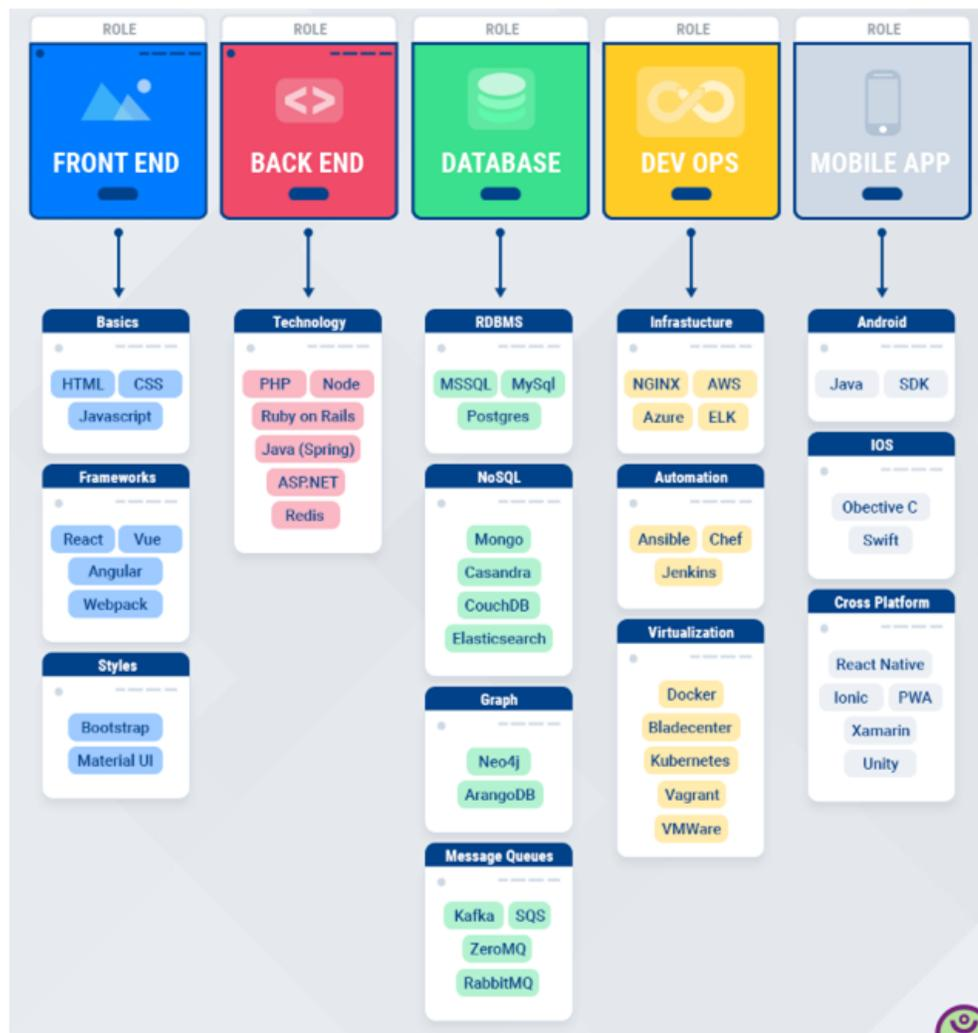 ROLE
FRONT END
Basics
HTML CSS
Javascript
Frameworks
React Vue
Angular
Webpack
Styles
Bootstrap
Material UI
ROLE
BACK END
Technology
PHP Node
Ruby on Rails
Java (Spring)
ASP.NET
Redis
ROLE
DATABASE
RDBMS
MSSQL MySql
Postgres
NoSQL
Mongo
Casandra
CouchDB
Elasticsearch
Graph
Neo4j
ArangoDB
Message Queues
Kafka SQS
ZeroMQ
RabbitMQ
ROLE
DEV OPS
Infrastucture
NGINX AWS
Azure ELK
Automation
Ansible Chef
Jenkins
Virtualization
Docker
Bladecenter
Kubernetes
Vagrant
VMWare
ROLE
MOBILE APP
Android
Java SDK
IOS
Obective C
Swift
Cross Platform
React Native
Ionic PWA
Xamarin
Unity